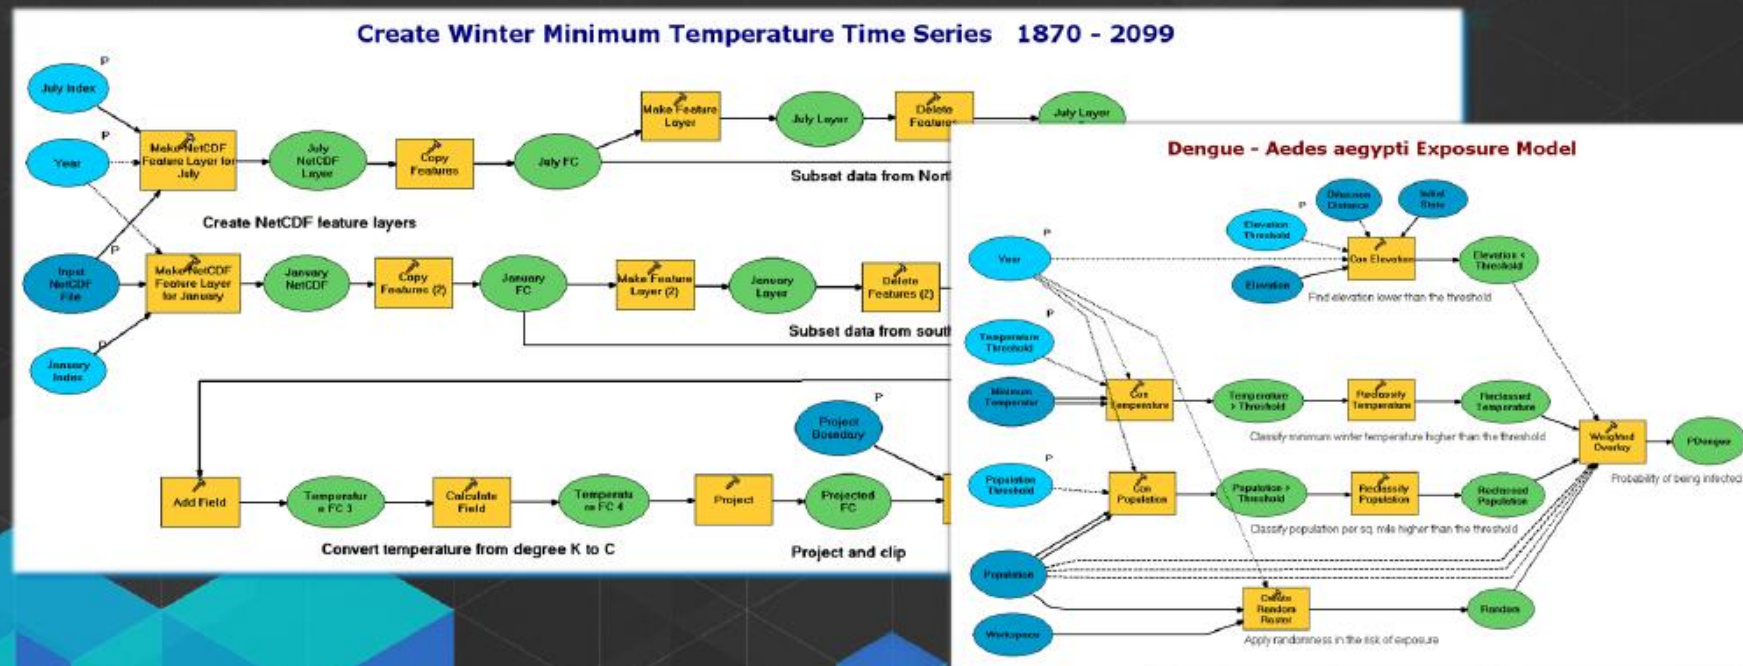 Create Winter Minimum Temperature Time Series 1870 - 2099
P
July Index
P
Year
Make NetCDF
Feature Layer for
July
July
NetCDF
Layer
Copy
Features
July FC
Make Feature
Layer
July Layer
Delete
Features
July Layer
Subset data from Nort
Create NetCDF feature layers
P
Input
NetCDF
File
Make NetCDF
Feature Layer
for January
January
NetCDF
Copy
Features (2)
January
FC
Make Feature
Layer (2)
January
Layer
Delete
Features (2)
Subset data from sout
P
January
Index
P
Project
Boundary
Add Field
Temperatur
e FC 3
Calculate
Field
Temperatu
re FC 4
Project
Projected
FC
Convert temperature from degree K to C
Project and clip
Dengue - Aedes aegypti Exposure Model
Distance
Initial
State
P
Elevation
Threshold
P
Year
Con Elevation
Elevation <
Threshold
Elevation
Find elevation lower than the threshold
P
Temperature
Threshold
Minimum
Temperatur
Con
Temperature
Temperature
> Threshold
Reclassify
Temperature
Reclassed
Temperature
Classify minimum winter temperature higher than the threshold
Weighted
Overlay
PDengue
Probability of being infected
P
Population
Threshold
Con
Population
Population >
Threshold
Reclassify
Population
Reclassed
Population
Classify population per sq. mile higher than the threshold
Population
Create
Random
Raster
Random
Workspace
Apply randomness in the risk of exposure